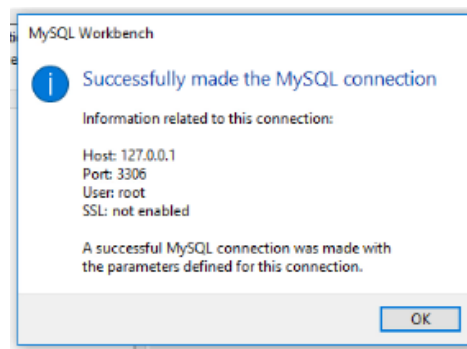 MySQL Workbench
Successfully made the MySQL connection
Information related to this connection:
Host: 127.0.0.1
Port: 3306
User: root
SSL: not enabled
A successful MySQL connection was made with
the parameters defined for this connection.
OK